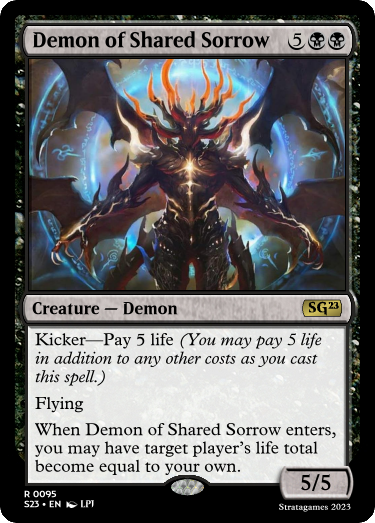 Demon of Shared Sorrow 5
Creature — Demon SG23
Kicker—Pay 5 life (You may pay 5 life
in addition to any other costs as you cast
this spell.)
Flying
When Demon of Shared Sorrow enters,
you may have target player's life total
become equal to your own.
5/5
R 0095
S23 • EN LPI
Stratagames 2023